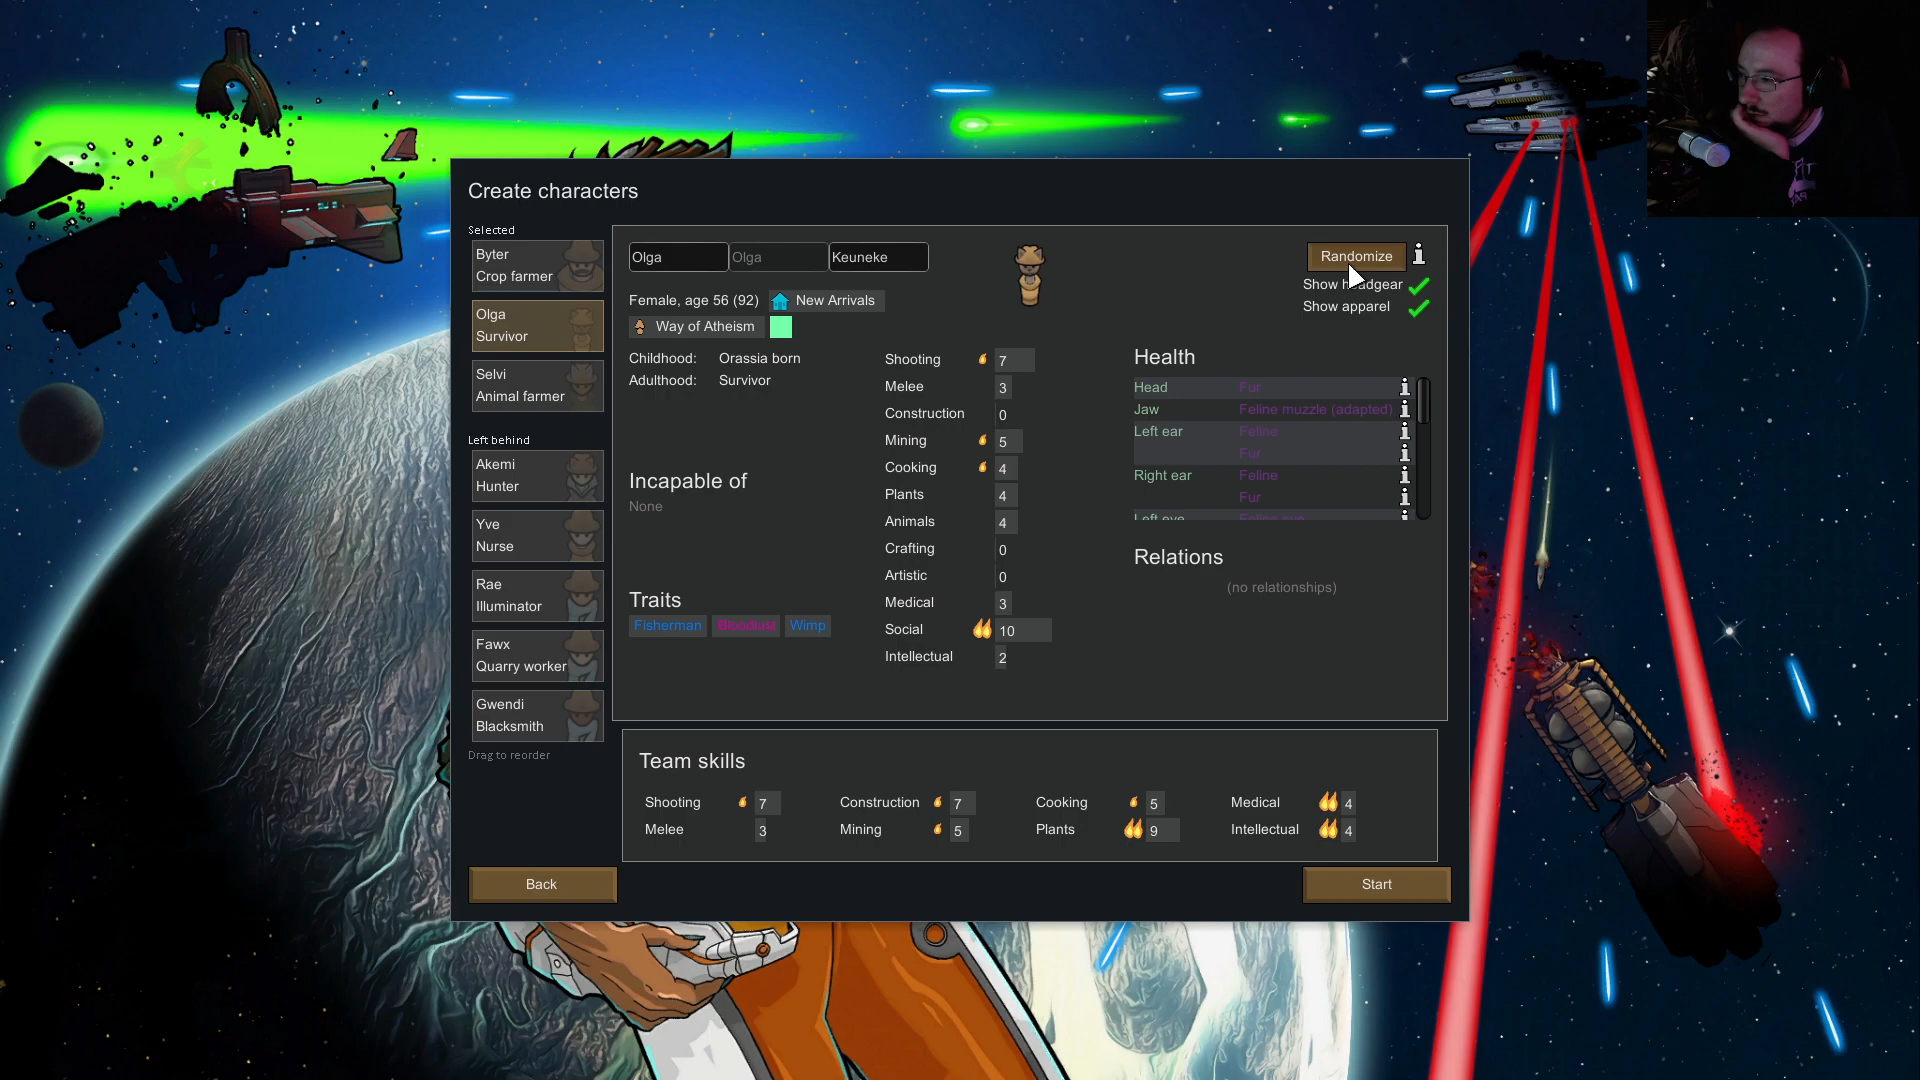 Create characters
Selected
Byter
Crop farmer
Olga
Survivor
Selvi
Animal farmer
Left behind
Akemi
Hunter
Yve
Nurse
Rae
Illuminator
Fawx
Quarry worker
Gwendi
Blacksmith
Drag to reorder
Olga Olga Keuneke
Randomize
Show headgear
Show apparel
Female, age 56 (92) New Arrivals
Way of Atheism
Childhood: Orassia born
Adulthood: Survivor
Incapable of
None
Traits
Fisherman Bloodlust Wimp
Shooting 7
Melee 3
Construction 0
Mining 5
Cooking 4
Plants 4
Animals 4
Crafting 0
Artistic 0
Medical 3
Social 10
Intellectual 2
Health
Head Fur
Jaw Feline muzzle (adapted)
Left ear Feline
Fur
Right ear Feline
Fur
Left eye Feline eye
Relations
(no relationships)
Team skills
Shooting 7 Construction 7 Cooking 5 Medical 4
Melee 3 Mining 5 Plants 9 Intellectual 4
Back Start